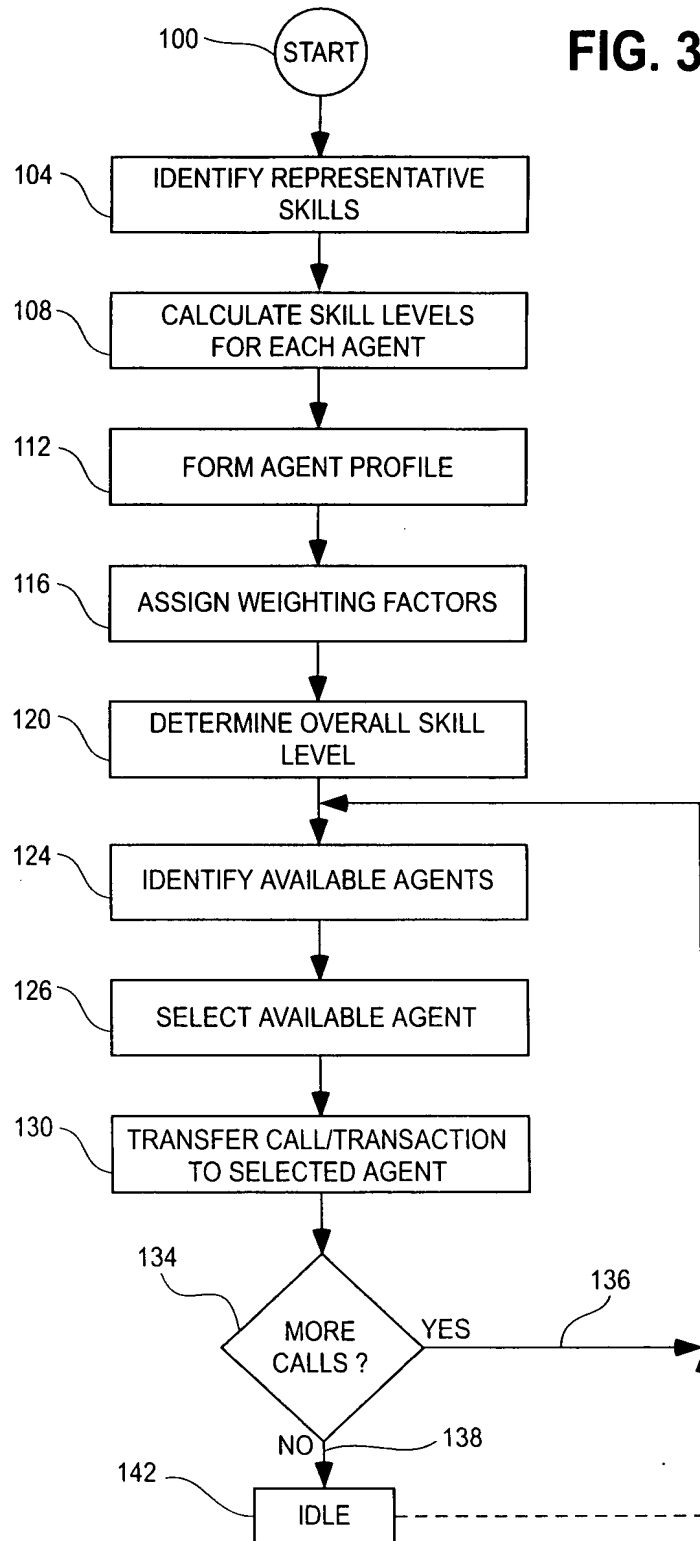 100
START
FIG. 3
104
IDENTIFY REPRESENTATIVE
SKILLS
108
CALCULATE SKILL LEVELS
FOR EACH AGENT
112
FORM AGENT PROFILE
116
ASSIGN WEIGHTING FACTORS
120
DETERMINE OVERALL SKILL
LEVEL
124
IDENTIFY AVAILABLE AGENTS
126
SELECT AVAILABLE AGENT
130
TRANSFER CALL/TRANSACTION
TO SELECTED AGENT
134
MORE
CALLS ?
YES
136
NO
138
142
IDLE